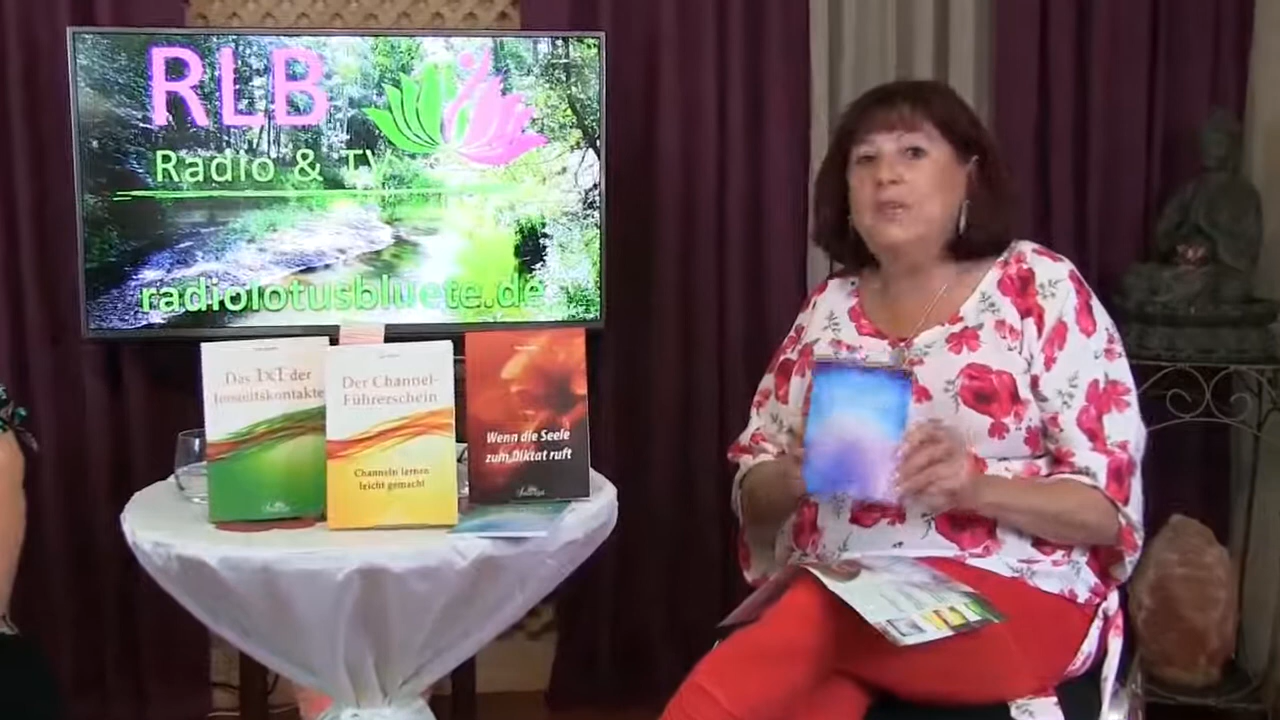 RLB
Radio & TV
radiolotusbluete.de
Das 1x1 der
Jenseitskontakte
Der Channel-
Führerschein
Channeln lernen
leicht gemacht
Wenn die Seele
zum Diktat ruft